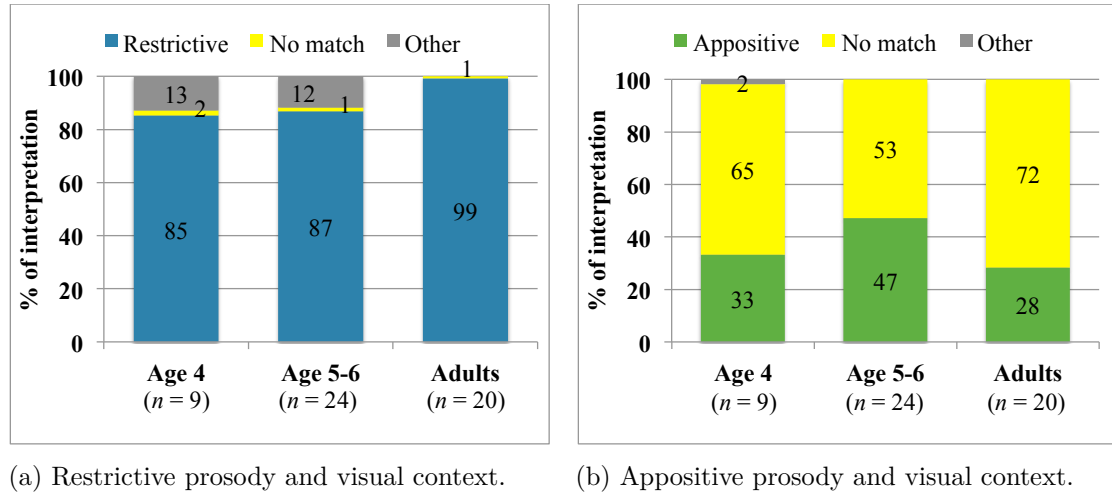 Restrictive No match Other
% of interpretation
100
80
60
40
20
0
13
2
85
12
1
87
1
99
Age 4
(n = 9)
Age 5-6
(n = 24)
Adults
(n = 20)
(a) Restrictive prosody and visual context.
Appositive No match Other
% of interpretation
100
80
60
40
20
0
2
65
33
53
47
72
28
Age 4
(n = 9)
Age 5-6
(n = 24)
Adults
(n = 20)
(b) Appositive prosody and visual context.